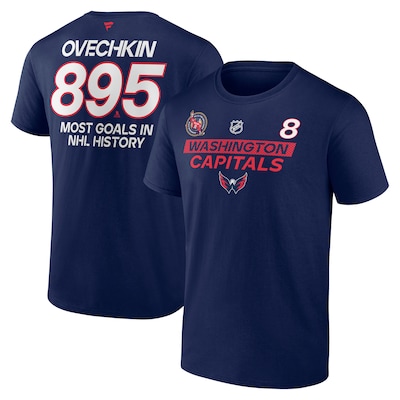 OVECHKIN
895
MOST GOALS IN
NHL HISTORY
8
WASHINGTON
CAPITALS